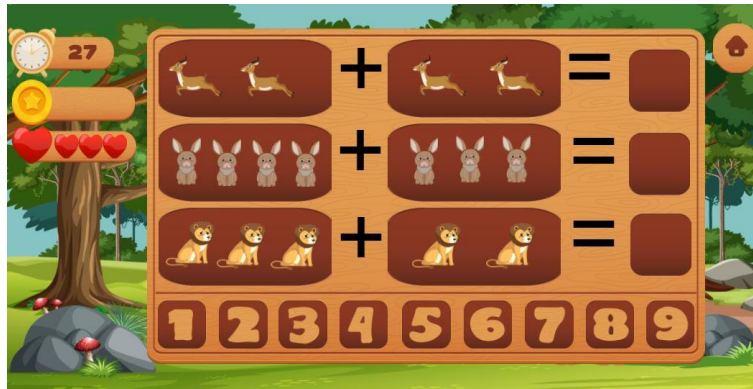 27
+ =
+ =
+ =
1 2 3 4 5 6 7 8 9